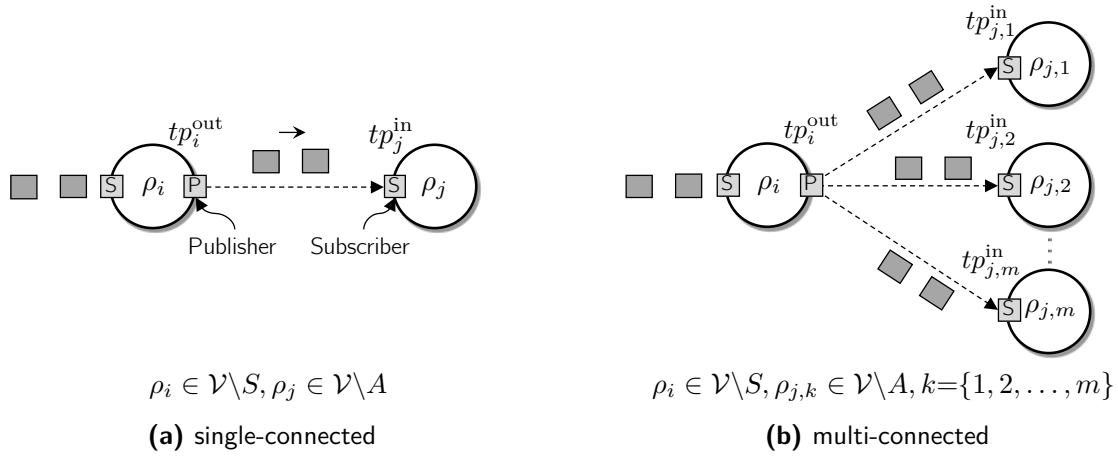 tp_i^out
tp_j^in
S
ρ_i
P
S
ρ_j
Publisher
Subscriber
ρ_i ∈ 𝒱\S, ρ_j ∈ 𝒱\A
(a) single-connected
tp_{j,1}^in
S
ρ_{j,1}
tp_i^out
tp_{j,2}^in
S
ρ_i
P
S
ρ_{j,2}
tp_{j,m}^in
S
ρ_{j,m}
ρ_i ∈ 𝒱\S, ρ_{j,k} ∈ 𝒱\A, k={1, 2, . . . , m}
(b) multi-connected